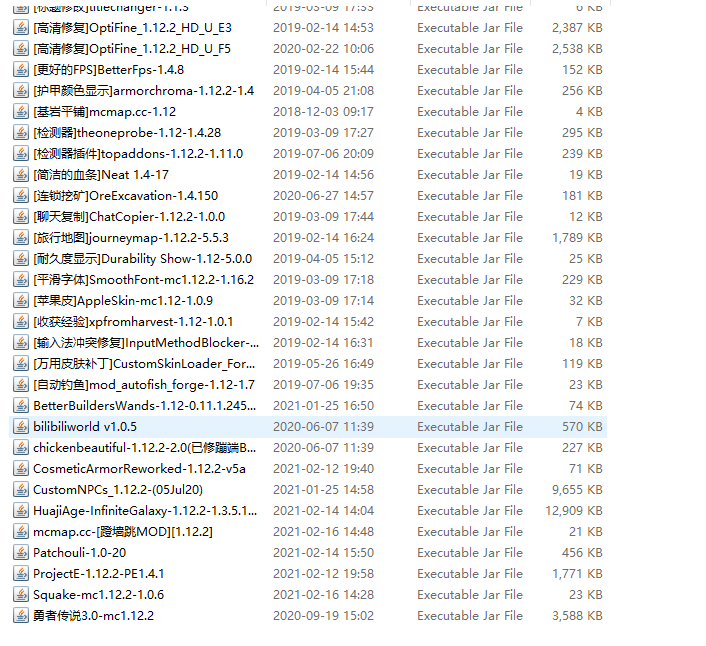 [标题修改]titlechanger-1.1.3 2019-03-09 17:33 Executable Jar File 6 KB
[高清修复]OptiFine_1.12.2_HD_U_E3 2019-02-14 14:53 Executable Jar File 2,387 KB
[高清修复]OptiFine_1.12.2_HD_U_F5 2020-02-22 10:06 Executable Jar File 2,538 KB
[更好的FPS]BetterFps-1.4.8 2019-02-14 15:44 Executable Jar File 152 KB
[护甲颜色显示]armorchroma-1.12.2-1.4 2019-04-05 21:08 Executable Jar File 256 KB
[基岩平铺]mcmap.cc-1.12 2018-12-03 09:17 Executable Jar File 4 KB
[检测器]theoneprobe-1.12-1.4.28 2019-03-09 17:27 Executable Jar File 295 KB
[检测器插件]topaddons-1.12.2-1.11.0 2019-07-06 20:09 Executable Jar File 239 KB
[简洁的血条]Neat 1.4-17 2019-02-14 14:56 Executable Jar File 19 KB
[连锁挖矿]OreExcavation-1.4.150 2020-06-27 14:57 Executable Jar File 181 KB
[聊天复制]ChatCopier-1.12.2-1.0.0 2019-03-09 17:44 Executable Jar File 12 KB
[旅行地图]journeymap-1.12.2-5.5.3 2019-02-14 16:24 Executable Jar File 1,789 KB
[耐久度显示]Durability Show-1.12-5.0.0 2019-04-05 15:12 Executable Jar File 25 KB
[平滑字体]SmoothFont-mc1.12.2-1.16.2 2019-03-09 17:18 Executable Jar File 229 KB
[苹果皮]AppleSkin-mc1.12-1.0.9 2019-03-09 17:14 Executable Jar File 32 KB
[收获经验]xpfromharvest-1.12-1.0.1 2019-02-14 15:42 Executable Jar File 7 KB
[输入法冲突修复]InputMethodBlocker-... 2019-02-14 16:31 Executable Jar File 18 KB
[万用皮肤补丁]CustomSkinLoader_For... 2019-05-26 16:49 Executable Jar File 119 KB
[自动钓鱼]mod_autofish_forge-1.12-1.7 2019-07-06 19:35 Executable Jar File 23 KB
BetterBuildersWands-1.12-0.11.1.245... 2021-01-25 16:50 Executable Jar File 74 KB
bilibiliworld v1.0.5 2020-06-07 11:39 Executable Jar File 570 KB
chickenbeautiful-1.12.2-2.0(已修蹦端B... 2020-06-07 11:39 Executable Jar File 227 KB
CosmeticArmorReworked-1.12.2-v5a 2021-02-12 19:40 Executable Jar File 71 KB
CustomNPCs_1.12.2-(05Jul20) 2021-01-25 14:58 Executable Jar File 9,655 KB
HuajiAge-InfiniteGalaxy-1.12.2-1.3.5.1... 2021-02-14 14:04 Executable Jar File 12,909 KB
mcmap.cc-[蹬墙跳MOD][1.12.2] 2021-02-16 14:48 Executable Jar File 21 KB
Patchouli-1.0-20 2021-02-14 15:50 Executable Jar File 456 KB
ProjectE-1.12.2-PE1.4.1 2021-02-12 19:58 Executable Jar File 1,771 KB
Squake-mc1.12.2-1.0.6 2021-02-16 14:28 Executable Jar File 23 KB
勇者传说3.0-mc1.12.2 2020-09-19 15:02 Executable Jar File 3,588 KB